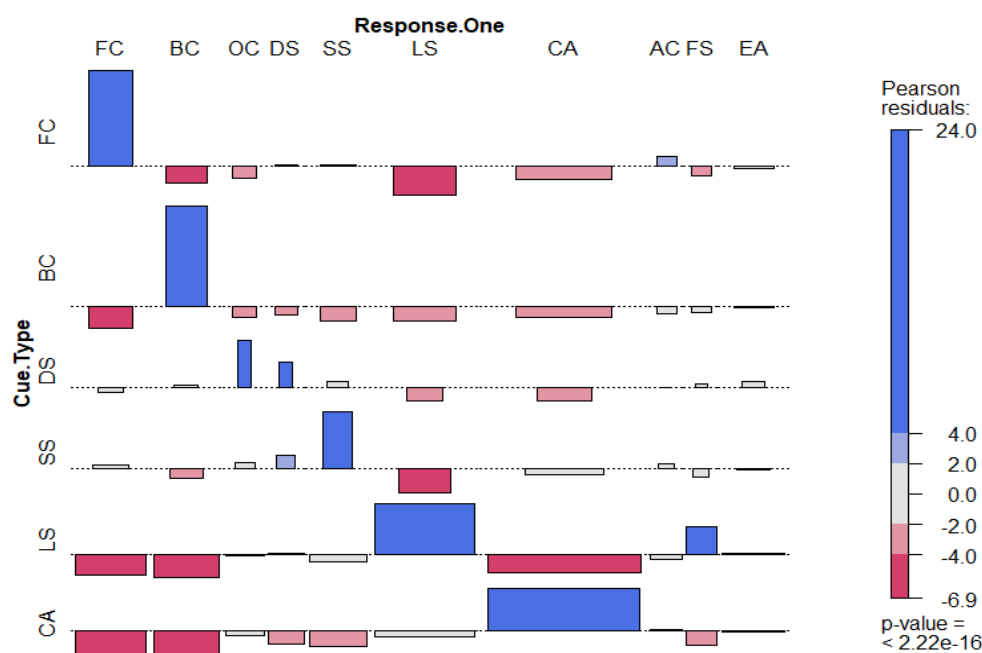 Response.One
FC BC OC DS SS LS CA AC FS EA
Cue.Type
FC
BC
DS
SS
LS
CA
Pearson
residuals:
24.0
4.0
2.0
0.0
-2.0
-4.0
-6.9
p-value =
< 2.22e-16